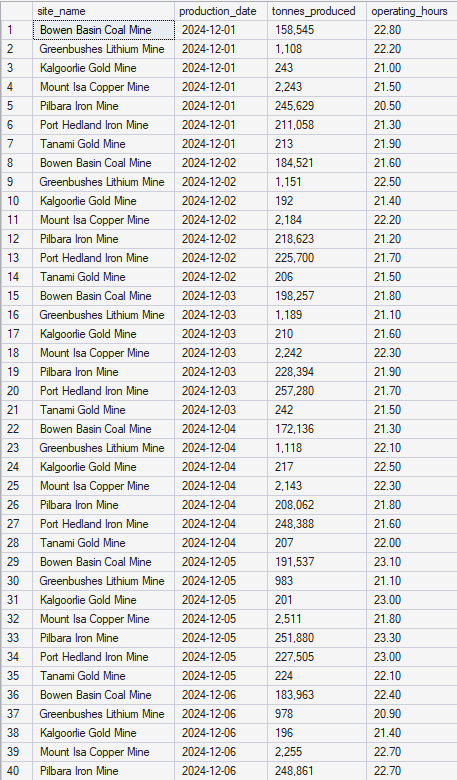 site_name production_date tonnes_produced operating_hours
1 Bowen Basin Coal Mine 2024-12-01 158,545 22.80
2 Greenbushes Lithium Mine 2024-12-01 1,108 22.20
3 Kalgoorlie Gold Mine 2024-12-01 243 21.00
4 Mount Isa Copper Mine 2024-12-01 2,243 21.50
5 Pilbara Iron Mine 2024-12-01 245,629 20.50
6 Port Hedland Iron Mine 2024-12-01 211,058 21.30
7 Tanami Gold Mine 2024-12-01 213 21.90
8 Bowen Basin Coal Mine 2024-12-02 184,521 21.60
9 Greenbushes Lithium Mine 2024-12-02 1,151 22.50
10 Kalgoorlie Gold Mine 2024-12-02 192 21.40
11 Mount Isa Copper Mine 2024-12-02 2,184 22.20
12 Pilbara Iron Mine 2024-12-02 218,623 21.20
13 Port Hedland Iron Mine 2024-12-02 225,700 21.70
14 Tanami Gold Mine 2024-12-02 206 21.50
15 Bowen Basin Coal Mine 2024-12-03 198,257 21.80
16 Greenbushes Lithium Mine 2024-12-03 1,189 21.10
17 Kalgoorlie Gold Mine 2024-12-03 210 21.60
18 Mount Isa Copper Mine 2024-12-03 2,242 22.30
19 Pilbara Iron Mine 2024-12-03 228,394 21.90
20 Port Hedland Iron Mine 2024-12-03 257,280 21.70
21 Tanami Gold Mine 2024-12-03 242 21.50
22 Bowen Basin Coal Mine 2024-12-04 172,136 21.30
23 Greenbushes Lithium Mine 2024-12-04 1,118 22.10
24 Kalgoorlie Gold Mine 2024-12-04 217 22.50
25 Mount Isa Copper Mine 2024-12-04 2,143 22.30
26 Pilbara Iron Mine 2024-12-04 208,062 21.80
27 Port Hedland Iron Mine 2024-12-04 248,388 21.60
28 Tanami Gold Mine 2024-12-04 207 22.00
29 Bowen Basin Coal Mine 2024-12-05 191,537 23.10
30 Greenbushes Lithium Mine 2024-12-05 983 21.10
31 Kalgoorlie Gold Mine 2024-12-05 201 23.00
32 Mount Isa Copper Mine 2024-12-05 2,511 21.80
33 Pilbara Iron Mine 2024-12-05 251,880 23.30
34 Port Hedland Iron Mine 2024-12-05 227,505 23.00
35 Tanami Gold Mine 2024-12-05 224 22.10
36 Bowen Basin Coal Mine 2024-12-06 183,963 22.40
37 Greenbushes Lithium Mine 2024-12-06 978 20.90
38 Kalgoorlie Gold Mine 2024-12-06 196 21.40
39 Mount Isa Copper Mine 2024-12-06 2,255 22.70
40 Pilbara Iron Mine 2024-12-06 248,861 22.70